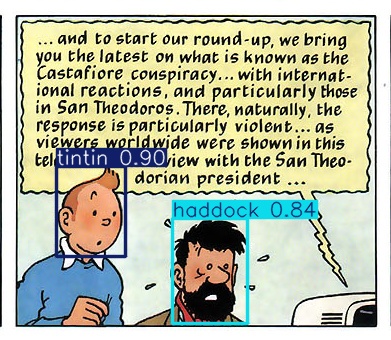 ... and to start our round-up, we bring
you the latest on what is known as the
Castafiore conspiracy... with internat-
ional reactions, and particularly those
in San Theodoros. There, naturally, the
response is particularly violent... as
viewers worldwide were shown in this
view with the San Theo-
tintin 0.90
dorian president ...
haddock 0.84